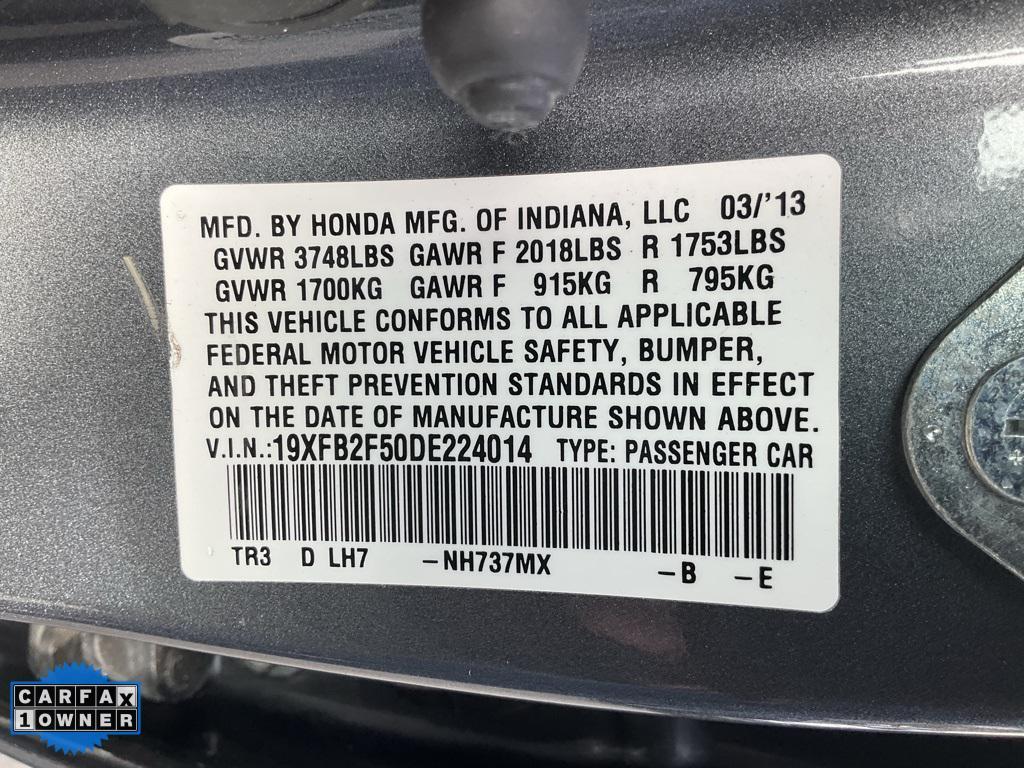 MFD. BY HONDA MFG. OF INDIANA, LLC 03/'13
GVWR 3748LBS GAWR F 2018LBS R 1753LBS
GVWR 1700KG GAWR F 915KG R 795KG
THIS VEHICLE CONFORMS TO ALL APPLICABLE
FEDERAL MOTOR VEHICLE SAFETY, BUMPER,
AND THEFT PREVENTION STANDARDS IN EFFECT
ON THE DATE OF MANUFACTURE SHOWN ABOVE.
V.I.N.:19XFB2F50DE224014 TYPE: PASSENGER CAR
TR3 D LH7 -NH737MX -B -E
CARFAX
1 OWNER